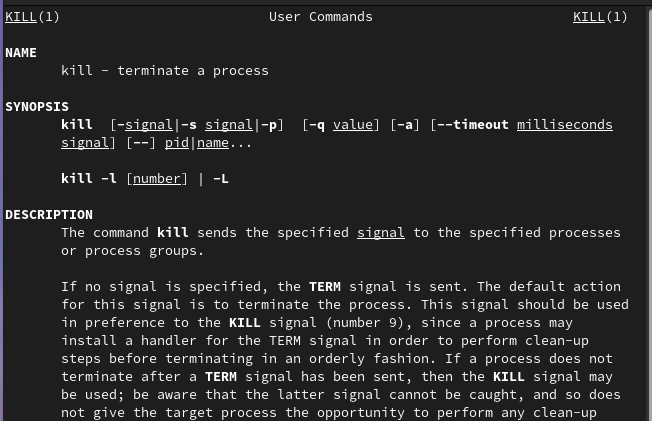 KILL(1) User Commands KILL(1)
NAME
kill - terminate a process
SYNOPSIS
kill [-signal|-s signal|-p] [-q value] [-a] [--timeout milliseconds
signal] [--] pid|name...
kill -l [number] | -L
DESCRIPTION
The command kill sends the specified signal to the specified processes
or process groups.
If no signal is specified, the TERM signal is sent. The default action
for this signal is to terminate the process. This signal should be used
in preference to the KILL signal (number 9), since a process may
install a handler for the TERM signal in order to perform clean-up
steps before terminating in an orderly fashion. If a process does not
terminate after a TERM signal has been sent, then the KILL signal may
be used; be aware that the latter signal cannot be caught, and so does
not give the target process the opportunity to perform any clean-up